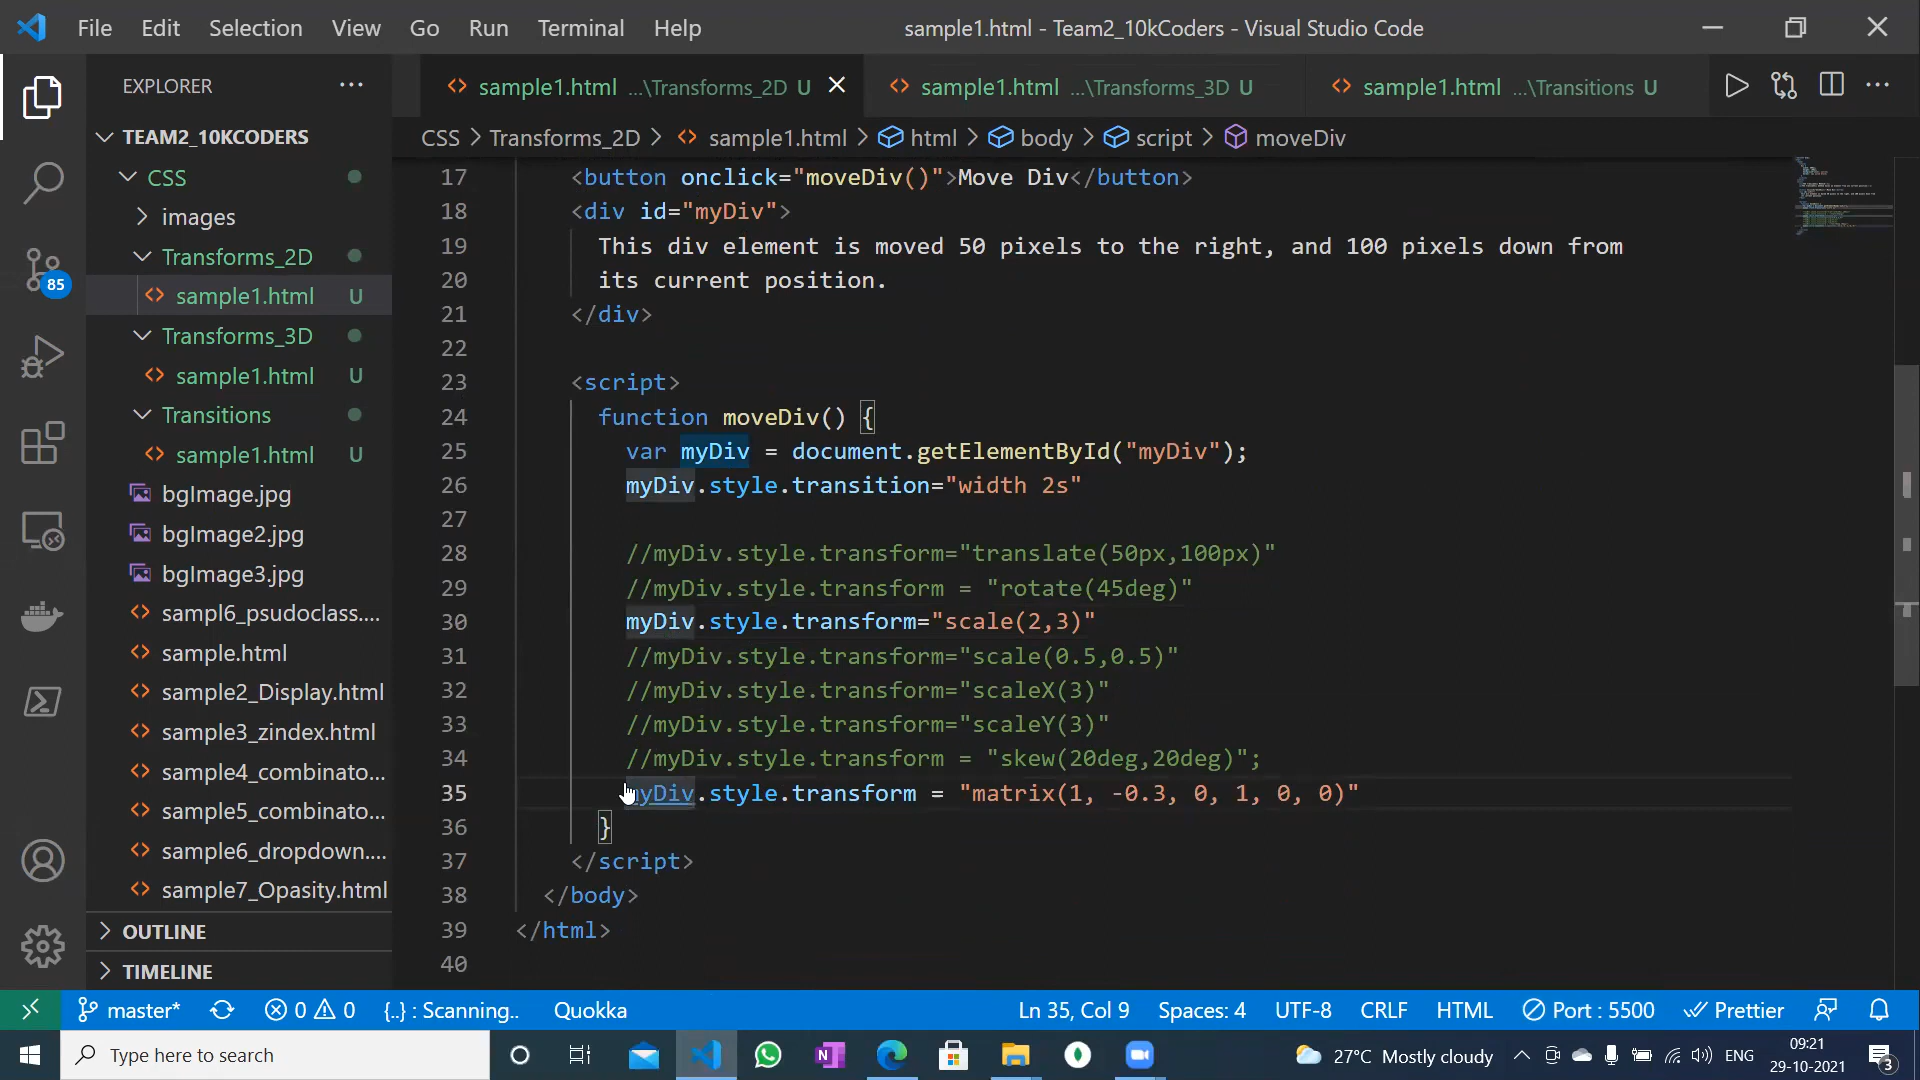 File Edit Selection View Go Run Terminal Help
sample1.html - Team2_10kCoders - Visual Studio Code
EXPLORER
sample1.html ...\Transforms_2D U
sample1.html ...\Transforms_3D U
sample1.html ...\Transitions U
TEAM2_10KCODERS
CSS > Transforms_2D > sample1.html > html > body > script > moveDiv
CSS
images
Transforms_2D
sample1.html U
Transforms_3D
sample1.html U
Transitions
sample1.html U
bgImage.jpg
bgImage2.jpg
bgImage3.jpg
sampl6_psudoclass....
sample.html
sample2_Display.html
sample3_zindex.html
sample4_combinato...
sample5_combinato...
sample6_dropdown....
sample7_Opasity.html
OUTLINE
TIMELINE
85
17 <button onclick="moveDiv()">Move Div</button>
18 <div id="myDiv">
19 This div element is moved 50 pixels to the right, and 100 pixels down from
20 its current position.
21 </div>
22
23 <script>
24 function moveDiv() {
25 var myDiv = document.getElementById("myDiv");
26 myDiv.style.transition="width 2s"
27
28 //myDiv.style.transform="translate(50px,100px)"
29 //myDiv.style.transform = "rotate(45deg)"
30 myDiv.style.transform="scale(2,3)"
31 //myDiv.style.transform="scale(0.5,0.5)"
32 //myDiv.style.transform="scaleX(3)"
33 //myDiv.style.transform="scaleY(3)"
34 //myDiv.style.transform = "skew(20deg,20deg)";
35 myDiv.style.transform = "matrix(1, -0.3, 0, 1, 0, 0)"
36 }
37 </script>
38 </body>
39 </html>
40
master* 0 0 {..} : Scanning.. Quokka
Ln 35, Col 9 Spaces: 4 UTF-8 CRLF HTML Port : 5500 Prettier
Type here to search
27°C Mostly cloudy
ENG
09:21
29-10-2021
3